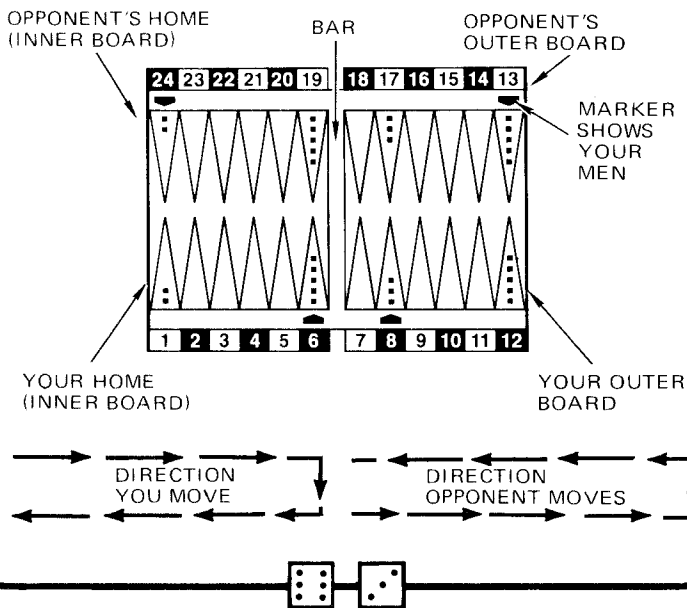 OPPONENT'S HOME
(INNER BOARD)
BAR
OPPONENT'S
OUTER BOARD
24 23 22 21 20 19 18 17 16 15 14 13
MARKER
SHOWS
YOUR
MEN
1 2 3 4 5 6 7 8 9 10 11 12
YOUR HOME
(INNER BOARD)
YOUR OUTER
BOARD
DIRECTION
YOU MOVE
DIRECTION
OPPONENT MOVES